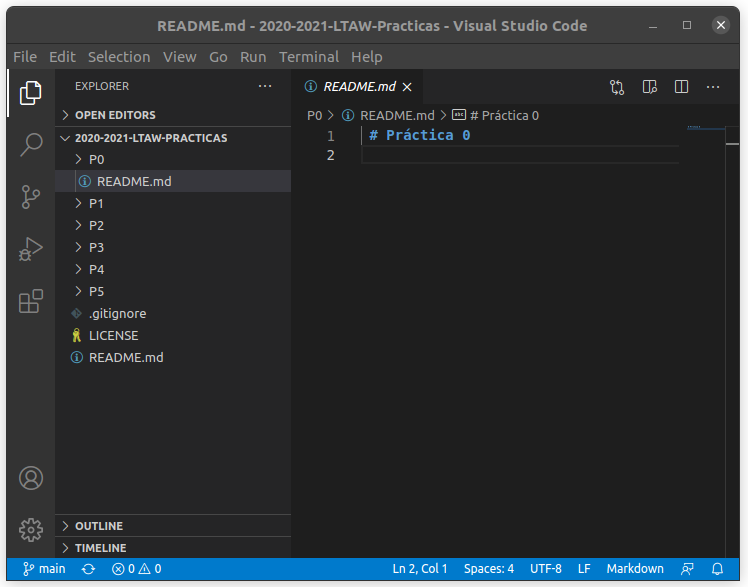 README.md - 2020-2021-LTAW-Practicas - Visual Studio Code
File Edit Selection View Go Run Terminal Help
EXPLORER
README.md
OPEN EDITORS
P0 > README.md > # Práctica 0
2020-2021-LTAW-PRACTICAS
1 # Práctica 0
2
P0
README.md
P1
P2
P3
P4
P5
.gitignore
LICENSE
README.md
OUTLINE
TIMELINE
main 0 0 Ln 2, Col 1 Spaces: 4 UTF-8 LF Markdown